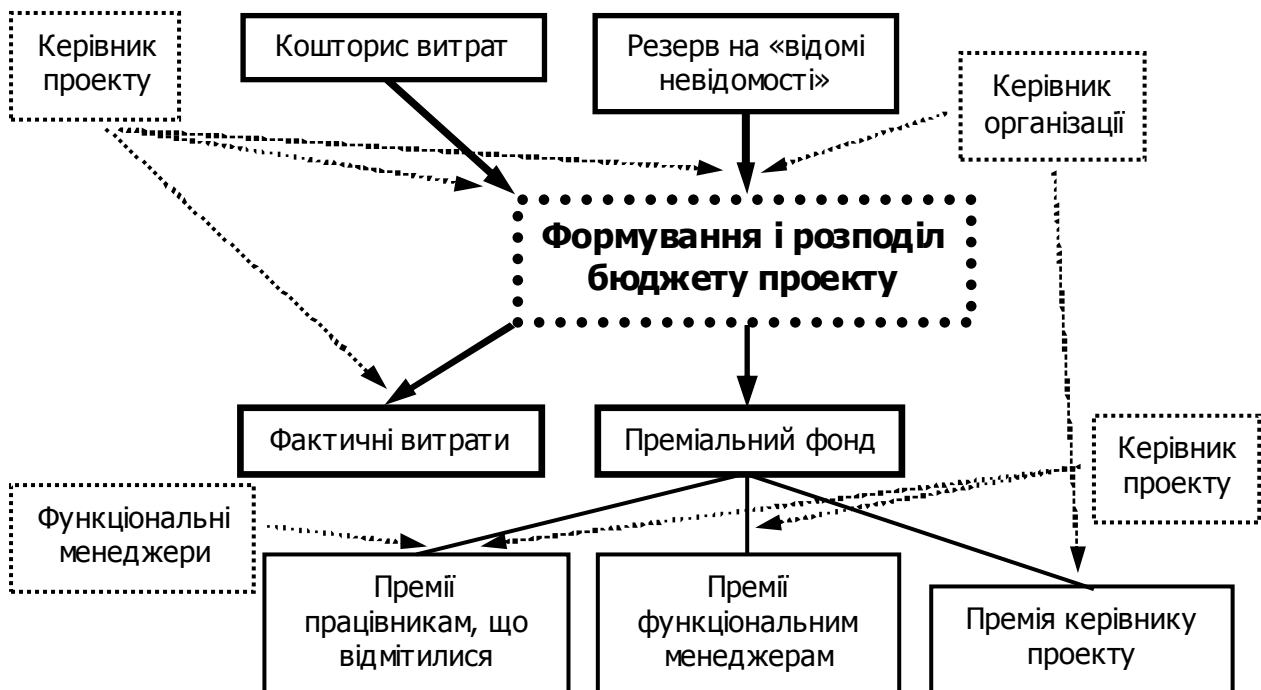 Керівник
проекту
Кошторис витрат
Резерв на «відомі
невідомості»
Керівник
організації
Формування і розподіл
бюджету проекту
Фактичні витрати
Преміальний фонд
Керівник
проекту
Функціональні
менеджери
Премії
працівникам, що
відмітилися
Премії
функціональним
менеджерам
Премія керівнику
проекту